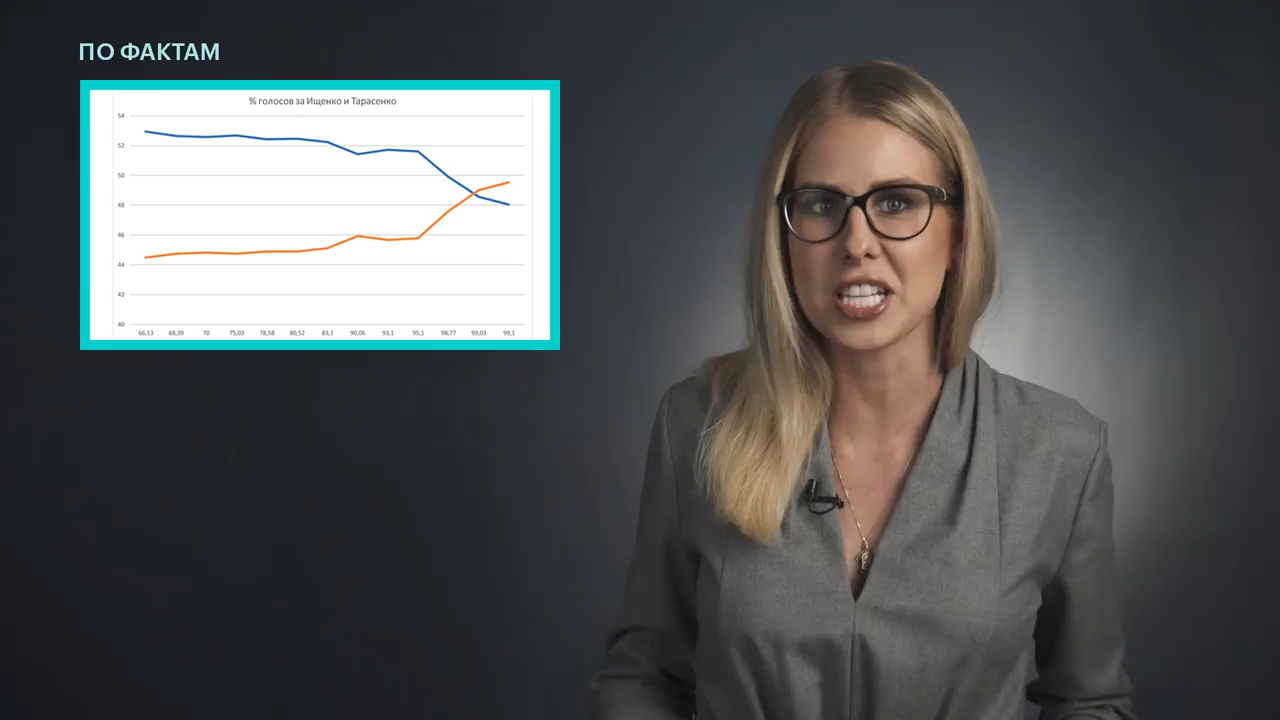 ПО ФАКТАМ
% голосов за Ищенко и Тарасенко
54
52
50
48
46
44
42
40
66,13 68,39 70 75,03 78,58 80,52 83,1 90,06 93,1 95,1 98,77 99,03 99,1